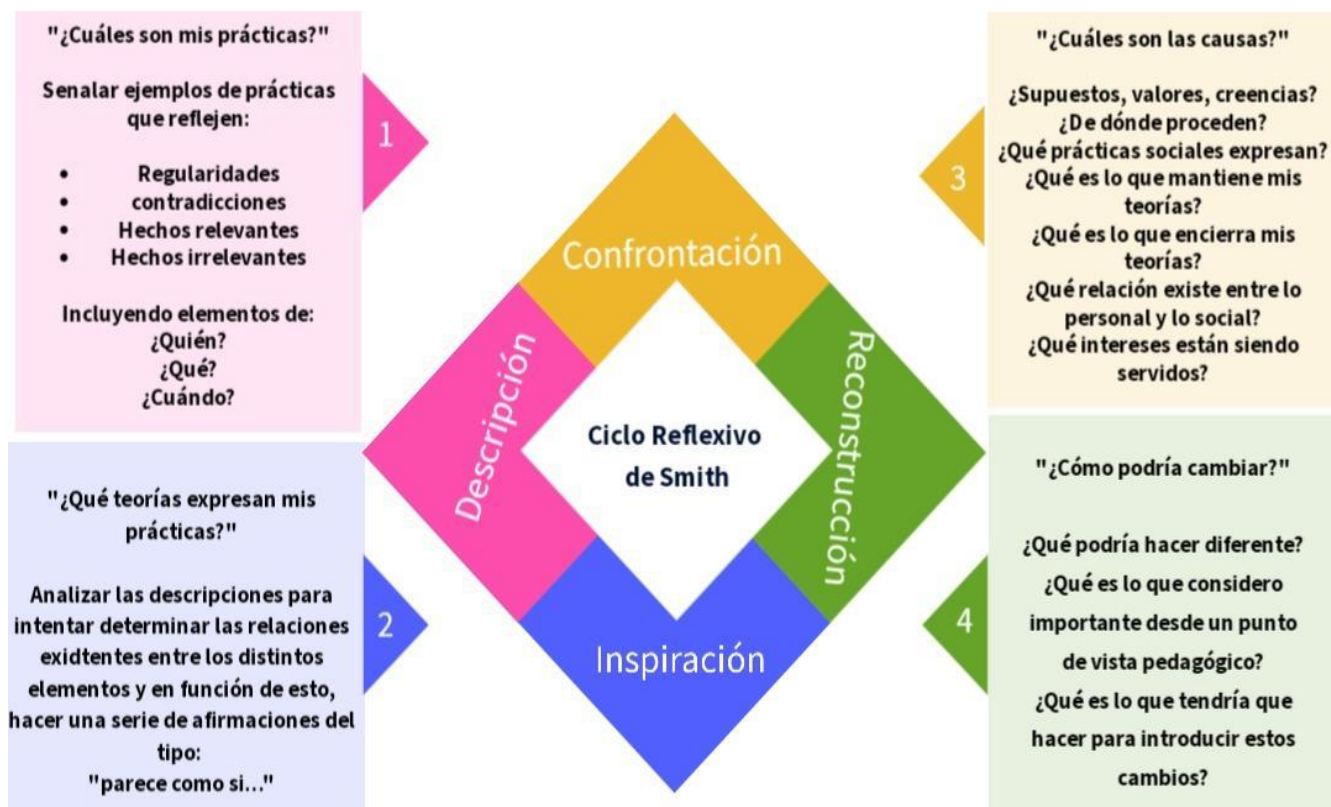 "¿Cuáles son mis prácticas?"
Senalar ejemplos de prácticas
que reflejen:
• Regularidades
• contradicciones
• Hechos relevantes
• Hechos irrelevantes
Incluyendo elementos de:
¿Quién?
¿Qué?
¿Cuándo?
1
"¿Qué teorías expresan mis
prácticas?"
Analizar las descripciones para
intentar determinar las relaciones
exidtentes entre los distintos
elementos y en función de esto,
hacer una serie de afirmaciones del
tipo:
"parece como si..."
2
Confrontación
Descripción
Ciclo Reflexivo
de Smith
Reconstrucción
Inspiración
3
"¿Cuáles son las causas?"
¿Supuestos, valores, creencias?
¿De dónde proceden?
¿Qué prácticas sociales expresan?
¿Qué es lo que mantiene mis
teorías?
¿Qué es lo que encierra mis
teorías?
¿Qué relación existe entre lo
personal y lo social?
¿Qué intereses están siendo
servidos?
4
"¿Cómo podría cambiar?"
¿Qué podría hacer diferente?
¿Qué es lo que considero
importante desde un punto
de vista pedagógico?
¿Qué es lo que tendría que
hacer para introducir estos
cambios?